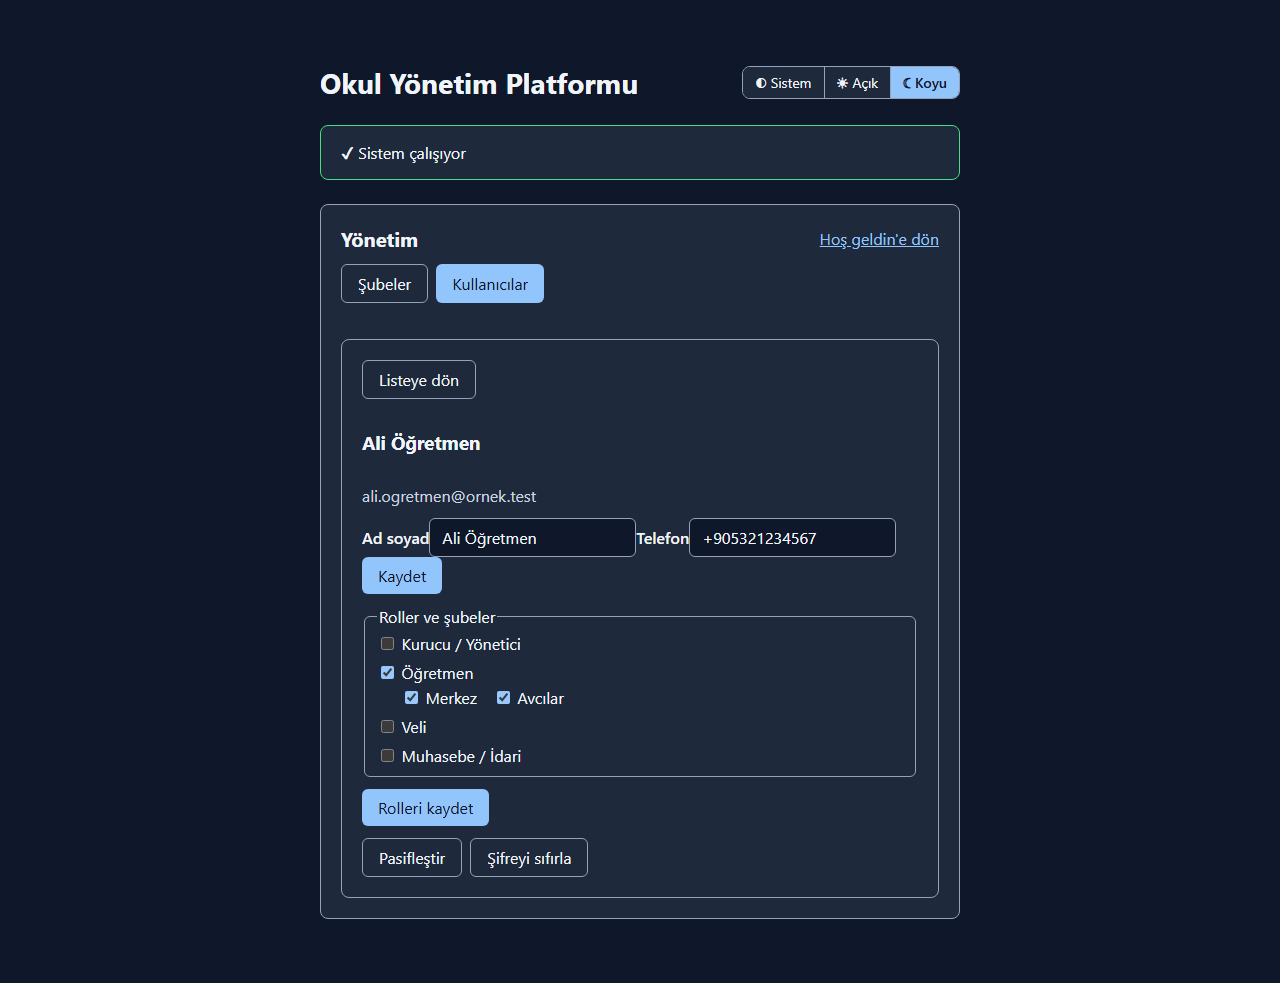 Okul Yönetim Platformu
Sistem Açık Koyu
✓ Sistem çalışıyor
Yönetim Hoş geldin'e dön
Şubeler Kullanıcılar
Listeye dön
Ali Öğretmen
ali.ogretmen@ornek.test
Ad soyad Ali Öğretmen Telefon +905321234567
Kaydet
Roller ve şubeler
Kurucu / Yönetici
Öğretmen
Merkez Avcılar
Veli
Muhasebe / İdari
Rolleri kaydet
Pasifleştir Şifreyi sıfırla